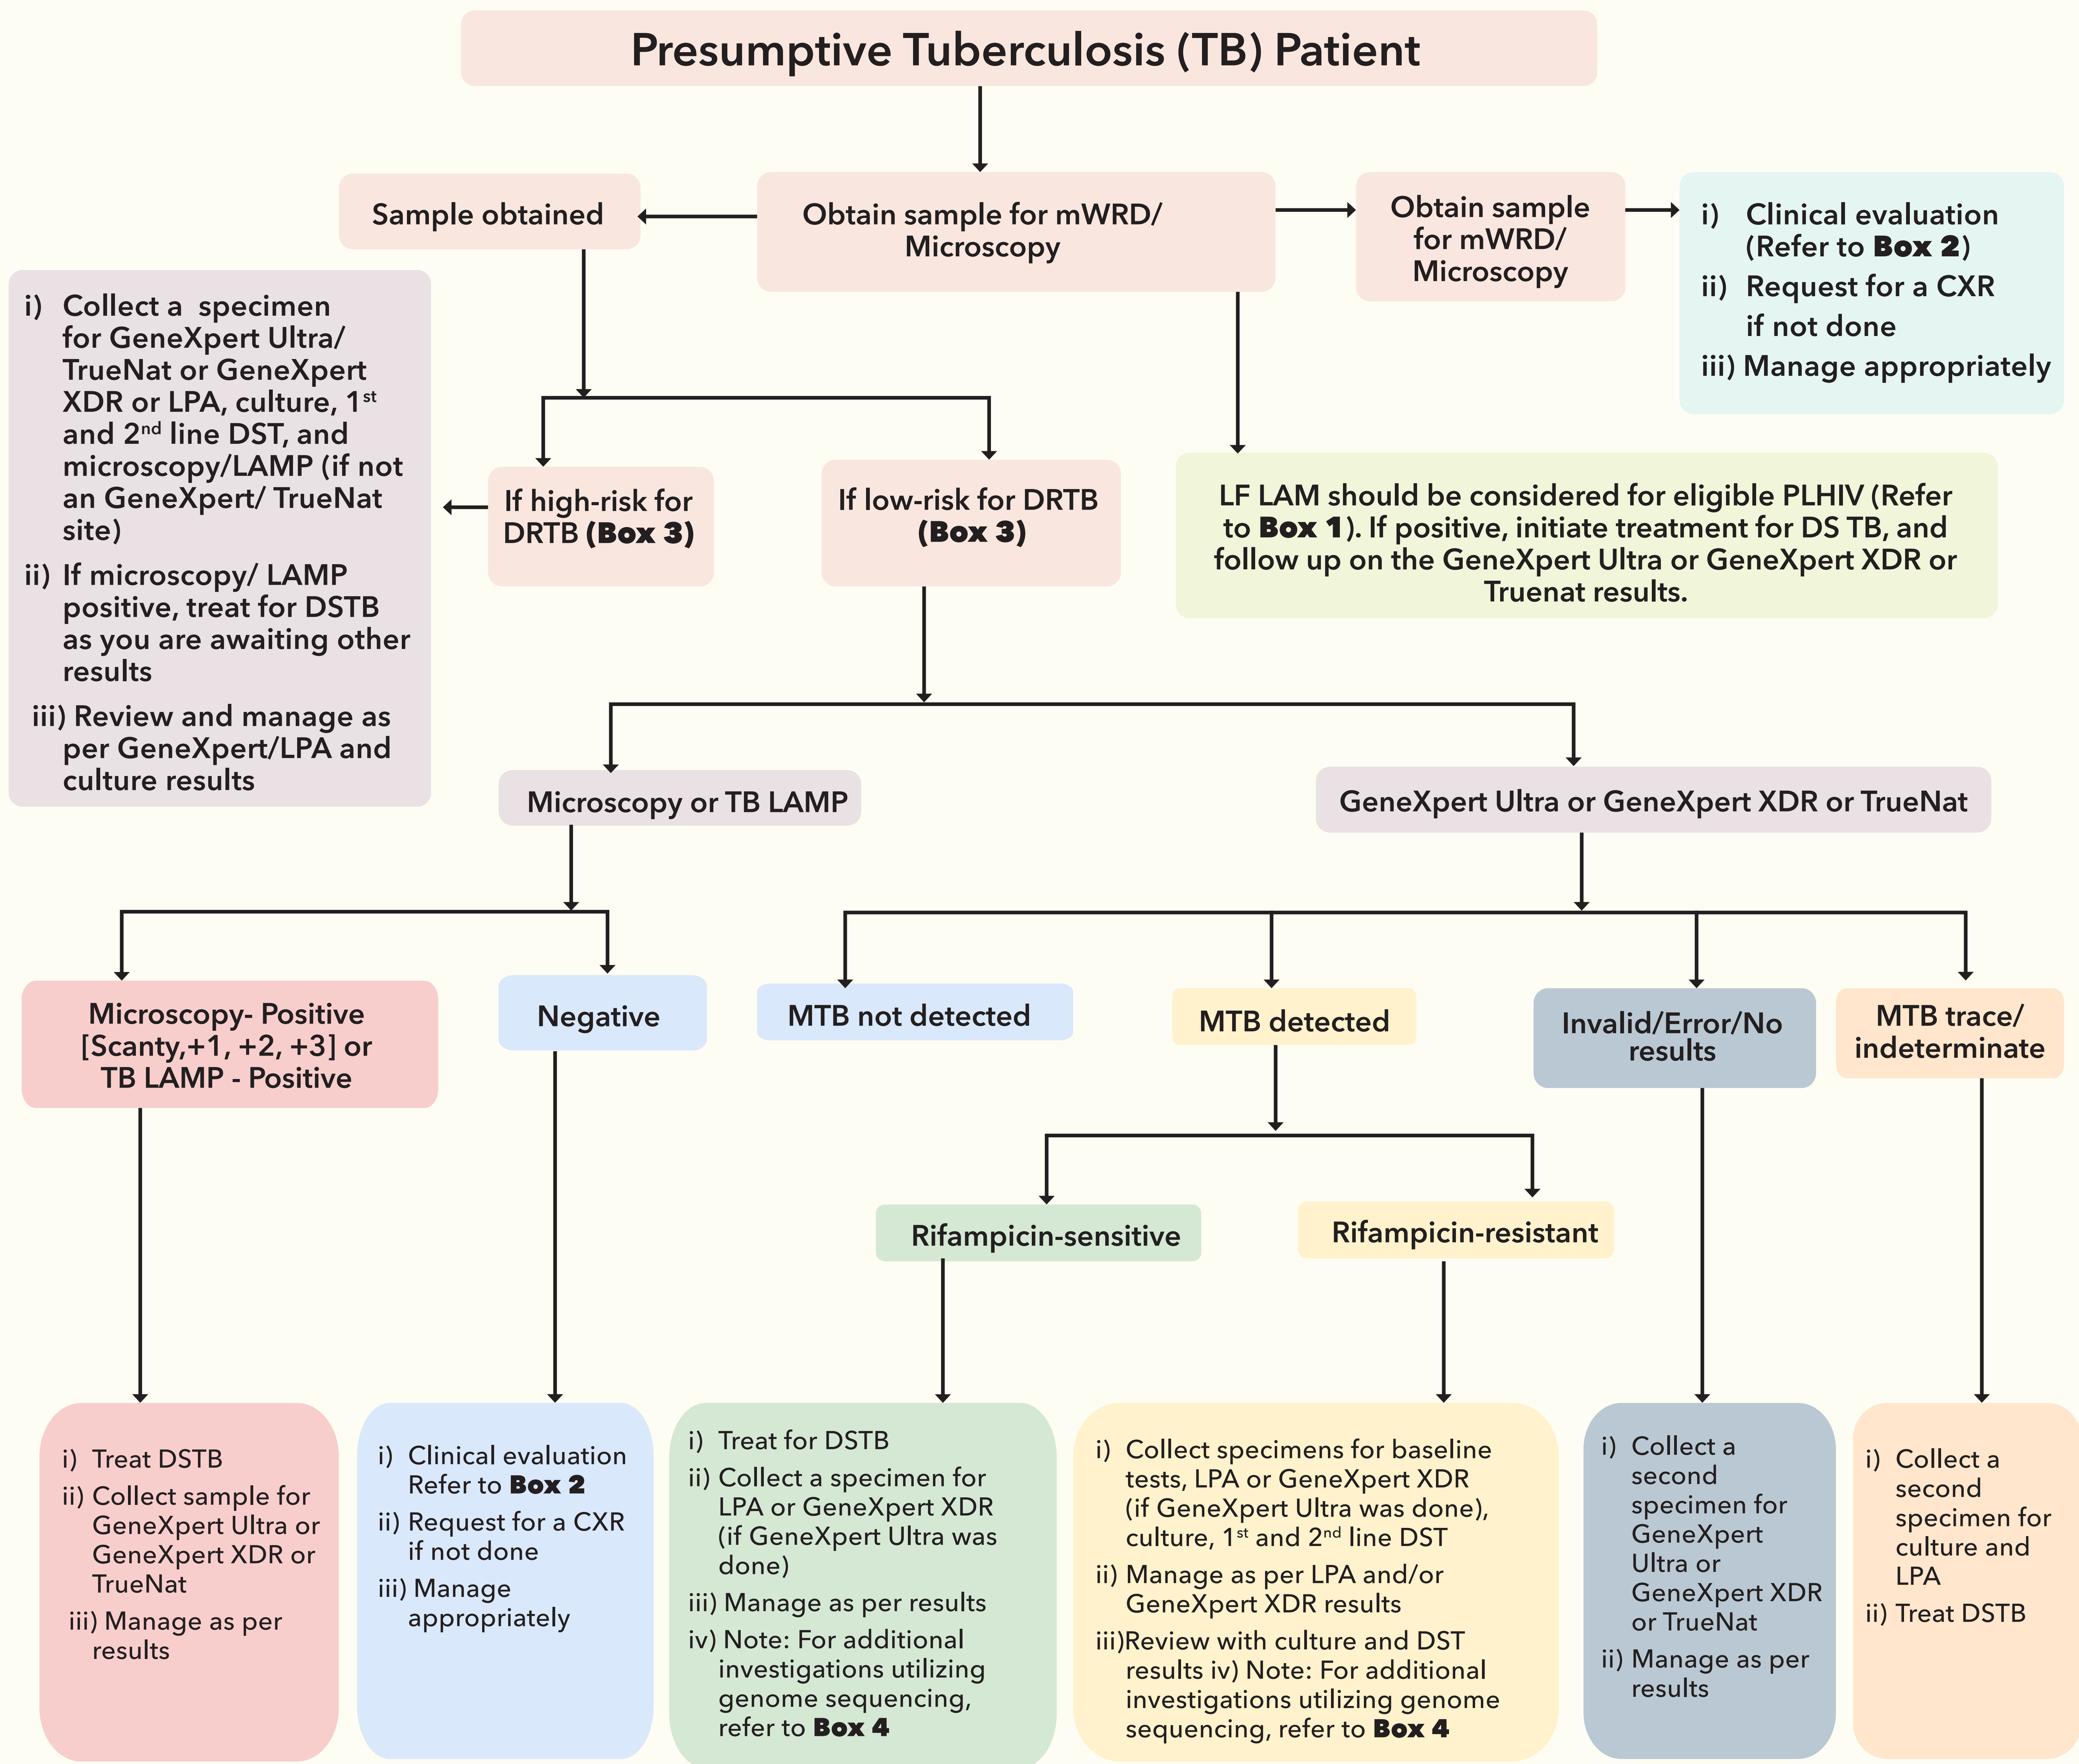 Presumptive Tuberculosis (TB) Patient
Sample obtained
Obtain sample for mWRD/
Microscopy
Obtain sample
for mWRD/
Microscopy
i) Clinical evaluation
(Refer to Box 2)
ii) Request for a CXR
if not done
iii) Manage appropriately
i) Collect a specimen
for GeneXpert Ultra/
TrueNat or GeneXpert
XDR or LPA, culture, 1st
and 2nd line DST, and
microscopy/LAMP (if not
an GeneXpert/ TrueNat
site)
ii) If microscopy/ LAMP
positive, treat for DSTB
as you are awaiting other
results
iii) Review and manage as
per GeneXpert/LPA and
culture results
If high-risk for
DRTB (Box 3)
If low-risk for DRTB
(Box 3)
LF LAM should be considered for eligible PLHIV (Refer
to Box 1). If positive, initiate treatment for DS TB, and
follow up on the GeneXpert Ultra or GeneXpert XDR or
Truenat results.
Microscopy or TB LAMP
GeneXpert Ultra or GeneXpert XDR or TrueNat
Microscopy- Positive
[Scanty,+1, +2, +3] or
TB LAMP - Positive
Negative
MTB not detected
MTB detected
Invalid/Error/No
results
MTB trace/
indeterminate
Rifampicin-sensitive
Rifampicin-resistant
i) Treat DSTB
ii) Collect sample for
GeneXpert Ultra or
GeneXpert XDR or
TrueNat
iii) Manage as per
results
i) Clinical evaluation
Refer to Box 2
ii) Request for a CXR
if not done
iii) Manage
appropriately
i) Treat for DSTB
ii) Collect a specimen for
LPA or GeneXpert XDR
(if GeneXpert Ultra was
done)
iii) Manage as per results
iv) Note: For additional
investigations utilizing
genome sequencing,
refer to Box 4
i) Collect specimens for baseline
tests, LPA or GeneXpert XDR
(if GeneXpert Ultra was done),
culture, 1st and 2nd line DST
ii) Manage as per LPA and/or
GeneXpert XDR results
iii)Review with culture and DST
results iv) Note: For additional
investigations utilizing genome
sequencing, refer to Box 4
i) Collect a
second
specimen for
GeneXpert
Ultra or
GeneXpert XDR
or TrueNat
ii) Manage as per
results
i) Collect a
second
specimen for
culture and
LPA
ii) Treat DSTB